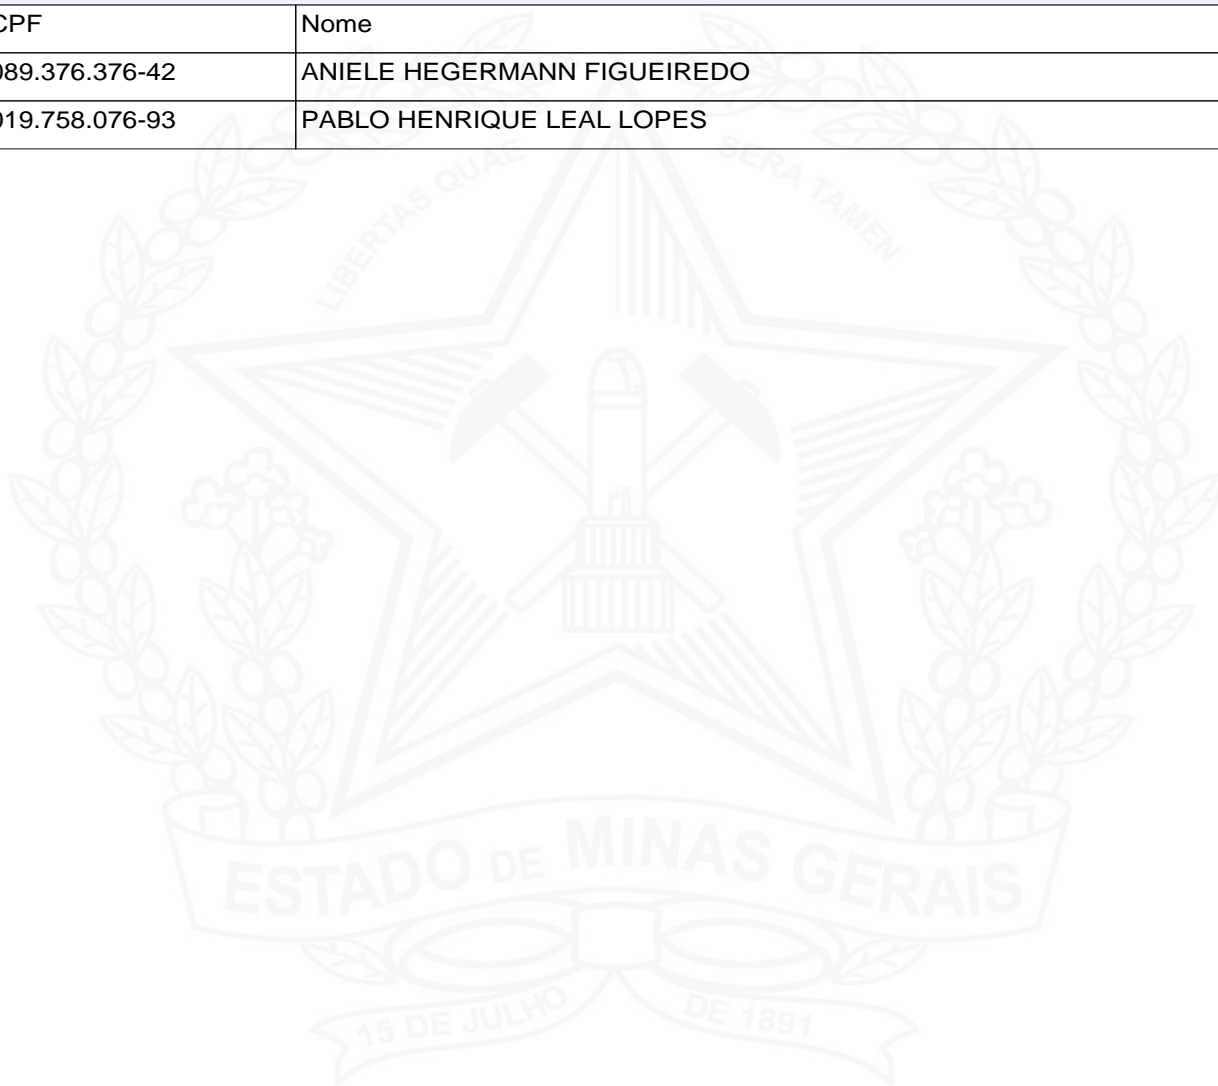 CPF Nome
089.376.376-42 ANIELE HEGERMANN FIGUEIREDO
019.758.076-93 PABLO HENRIQUE LEAL LOPES
LIBERTAS QUAE SERA TAMEN
ESTADO DE MINAS GERAIS
15 DE JULHO DE 1891